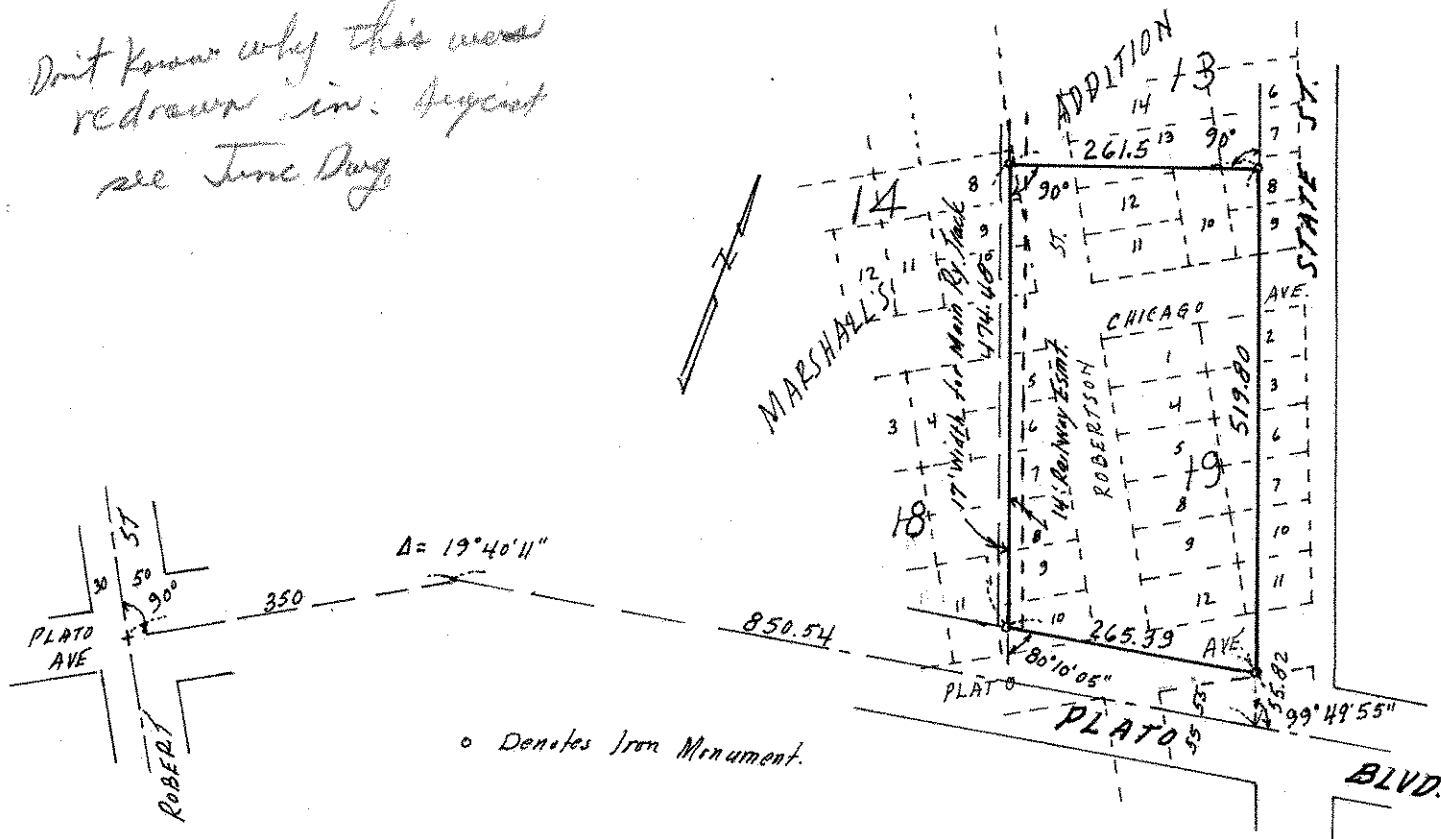 Don't Know why this was
redrawn in. August
see June Dwg
ADDITION
13
14
13
6
7
STATE ST.
261.5
90°
90°
8
14
12
11
10
8
9
9
12
11
ST.
MARSHALL'S
17' Width for Main Ry. Track
474.48
14' Railway Esmt.
CHICAGO
AVE.
ROBERTSON
519.80
1
4
5
8
9
12
19
2
3
6
7
10
11
3
4
5
6
7
8
9
10
11
18
265.39
AVE.
80°10'05"
55.82
99°49'55"
PLATO
PLATO
BLVD.
55
55
N
Δ= 19°40'11"
350
850.54
ST
30
50
90°
PLATO
AVE
ROBERT
o Denotes Iron Monument.